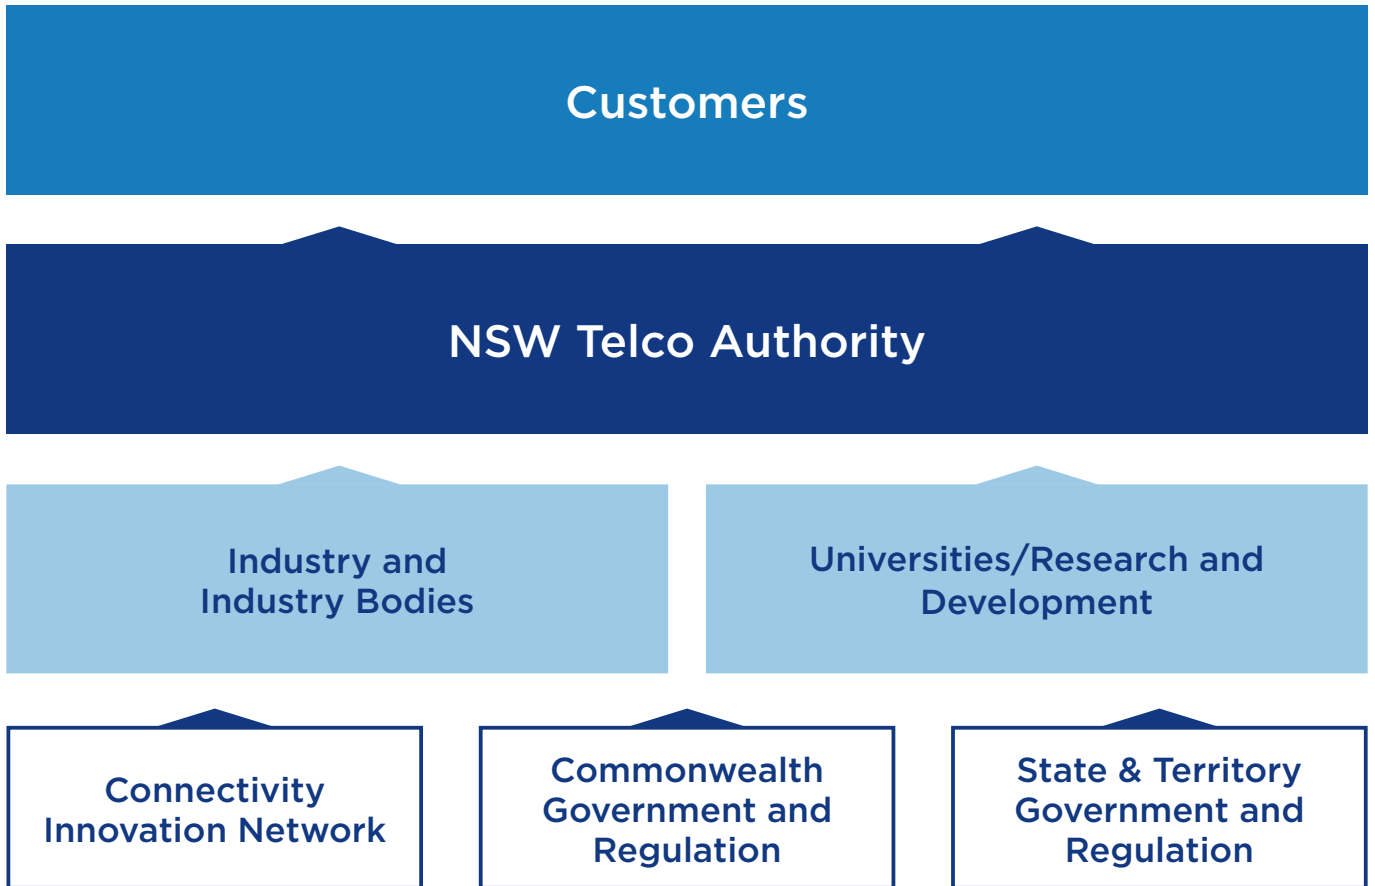 Customers
NSW Telco Authority
Industry and
Industry Bodies
Universities/Research and
Development
Connectivity
Innovation Network
Commonwealth
Government and
Regulation
State & Territory
Government and
Regulation